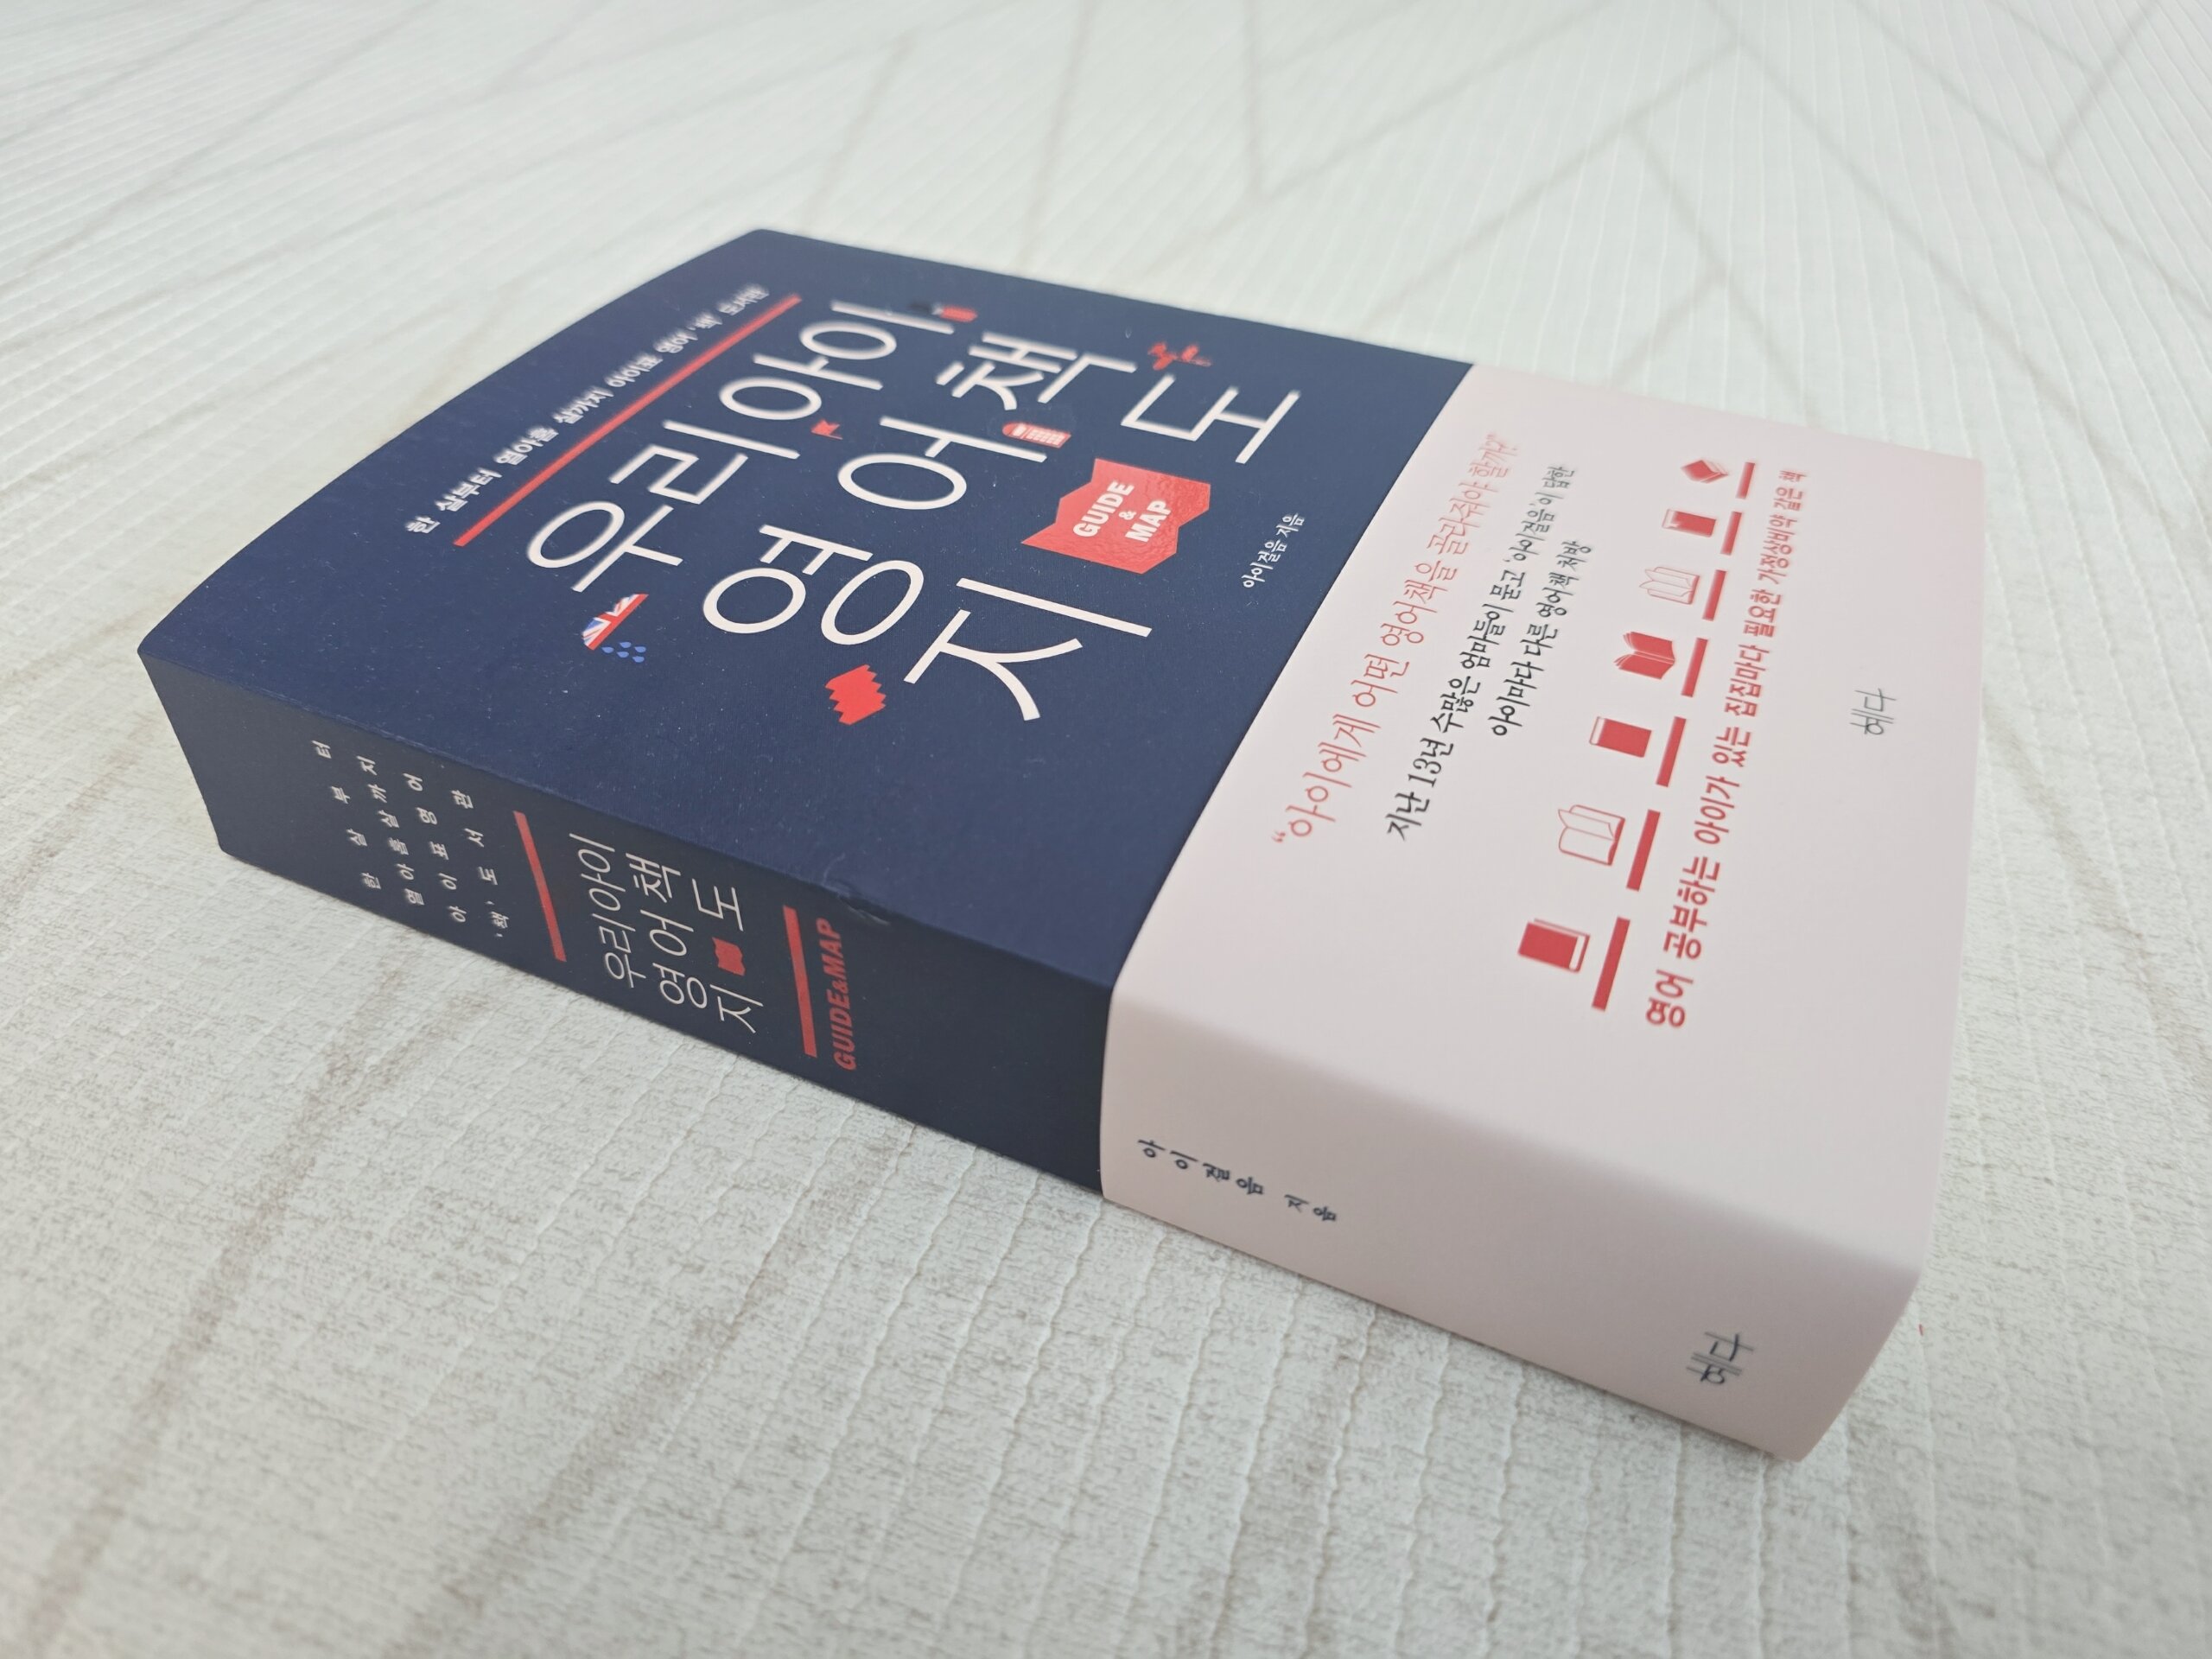 한 살부터 열아홉 살까지 아이표 영어 '책' 도서관
우리아이
영어책
지도
GUIDE
&
MAP
아이걸음 지음
"아이에게 어떤 영어책을 골라줘야 할까?"
지난 13년 수많은 엄마들이 묻고 '아이걸음'이 답한
아이마다 다른 영어책 처방
영어 공부하는 아이가 있는 집집마다 필요한 가정상비약 같은 책
혜다
한 살부터
열아홉살까지
아이표영어
'책'도서관
우리아이
영어책
지도
GUIDE&MAP
아이걸음 지음
혜다